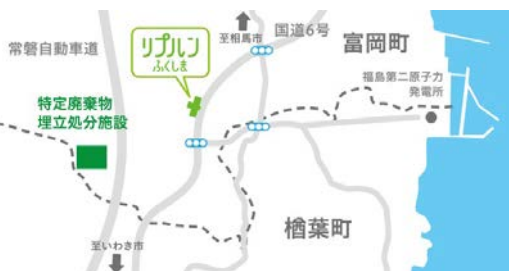 常磐自動車道
リプルン
ふくしま
至相馬市
国道6号
富岡町
福島第二原子力
発電所
特定廃棄物
埋立処分施設
楢葉町
至いわき市